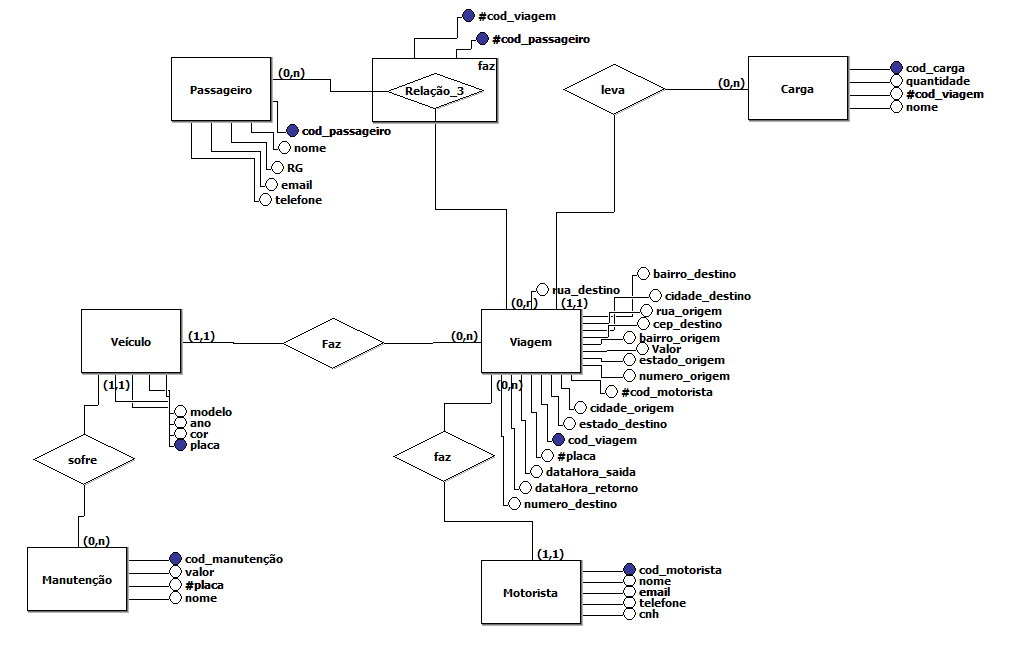 #cod_viagem
#cod_passageiro
faz
Passageiro
(0,n)
Relação_3
leva
(0,n)
Carga
cod_carga
quantidade
#cod_viagem
nome
cod_passageiro
nome
RG
email
telefone
bairro_destino
rua_destino
cidade_destino
(0,n)
(1,1)
rua_origem
cep_destino
Veículo
(1,1)
Faz
(0,n)
Viagem
bairro_origem
Valor
estado_origem
numero_origem
(1,1)
(0,n)
#cod_motorista
modelo
ano
cor
placa
cidade_origem
estado_destino
cod_viagem
#placa
dataHora_saida
dataHora_retorno
numero_destino
sofre
faz
(0,n)
Manutenção
cod_manutenção
valor
#placa
nome
(1,1)
Motorista
cod_motorista
nome
email
telefone
cnh